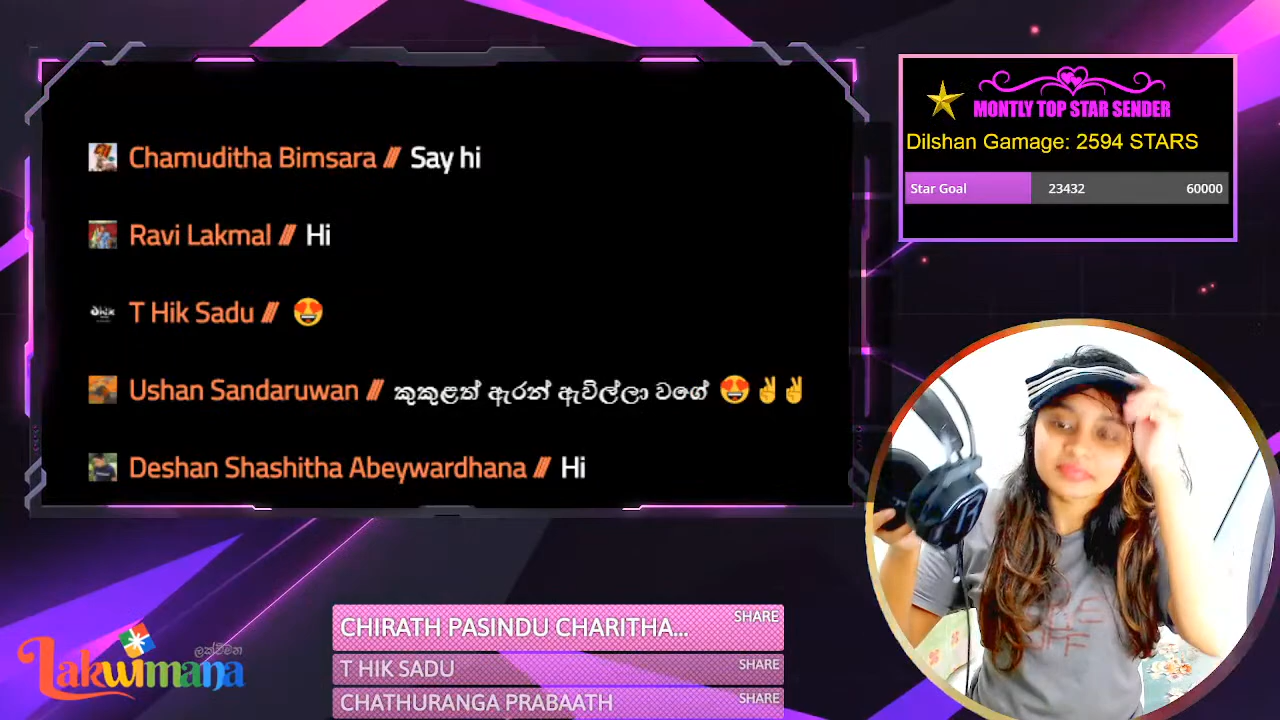 Chamuditha Bimsara /// Say hi
Ravi Lakmal /// Hi
T Hik Sadu /// 😍
Ushan Sandaruwan /// කුකුළත් ඇරන් ඇවිල්ලා වගේ 😍✌✌
Deshan Shashitha Abeywardhana /// Hi
MONTLY TOP STAR SENDER
Dilshan Gamage: 2594 STARS
Star Goal 23432 60000
CHIRATH PASINDU CHARITHA... SHARE
T HIK SADU SHARE
CHATHURANGA PRABAATH SHARE
ලක්විමන
Lakwimana